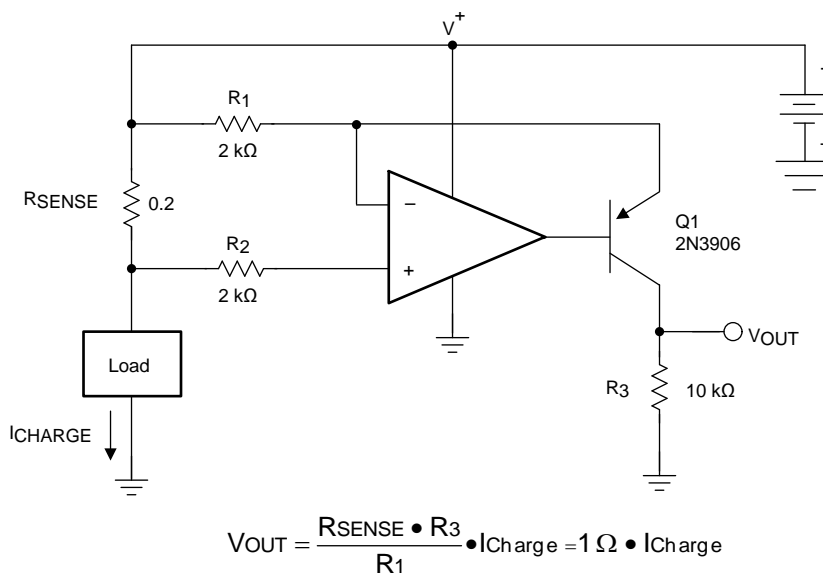 V+
R1
2 kΩ
RSENSE
0.2
R2
2 kΩ
−
+
Q1
2N3906
Load
VOUT
R3
10 kΩ
ICHARGE
+
VOUT = RSENSE • R3 / R1 • ICharge = 1 Ω • ICharge